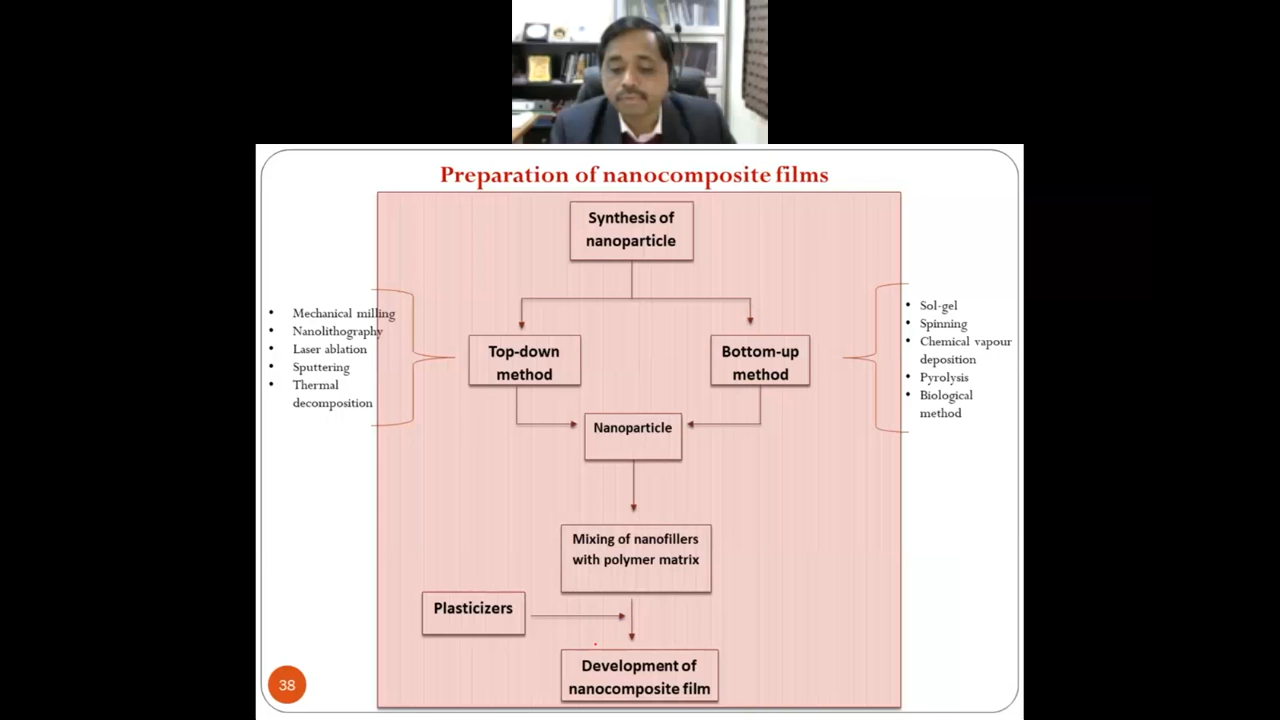 Preparation of nanocomposite films
Synthesis of
nanoparticle
• Mechanical milling
• Nanolithography
• Laser ablation
• Sputtering
• Thermal
decomposition
Top-down
method
Bottom-up
method
• Sol-gel
• Spinning
• Chemical vapour
deposition
• Pyrolysis
• Biological
method
Nanoparticle
Mixing of nanofillers
with polymer matrix
Plasticizers
Development of
nanocomposite film
38